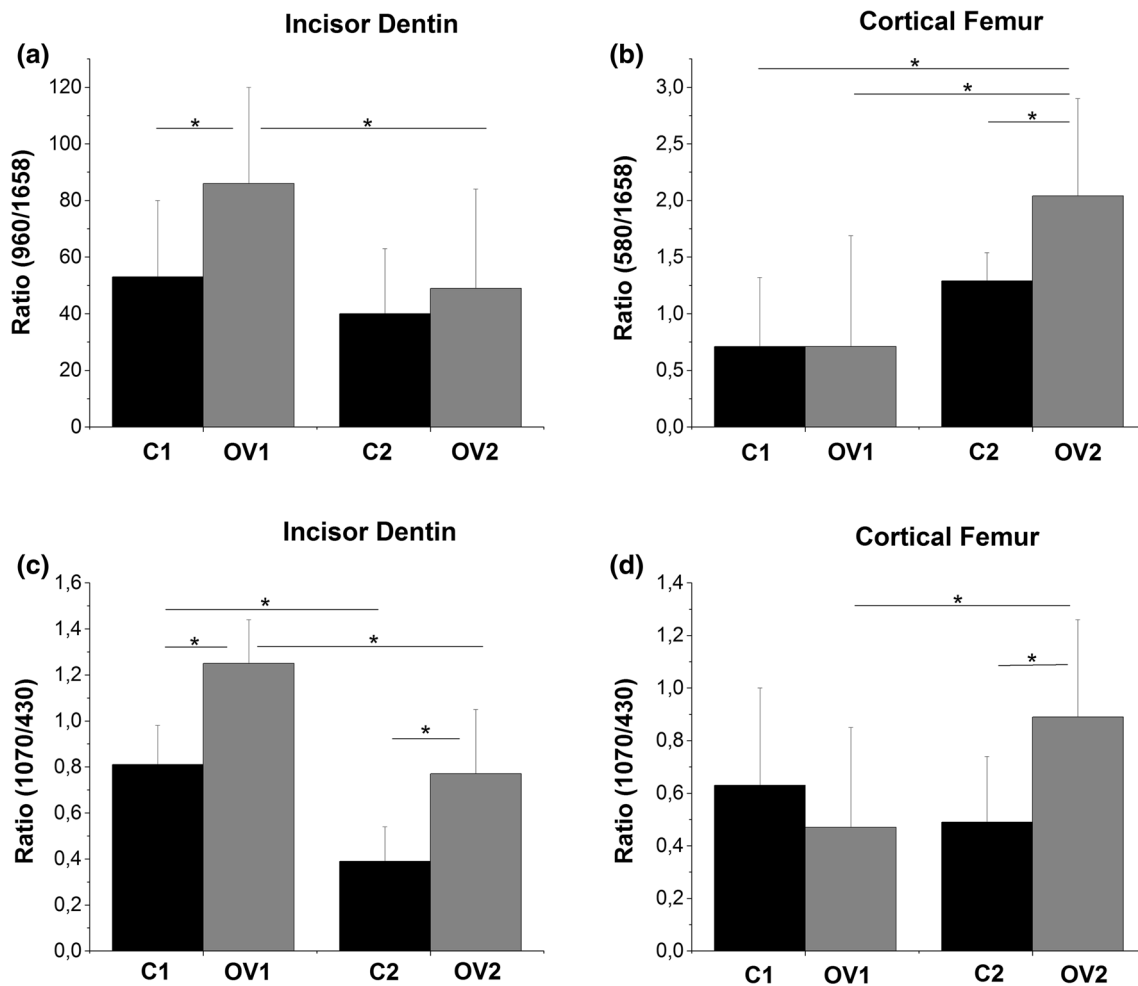 Incisor Dentin
(a)
Ratio (960/1658)
120
100
80
60
40
20
0
*
*
C1 OV1 C2 OV2
Cortical Femur
(b)
Ratio (580/1658)
3,0
2,5
2,0
1,5
1,0
0,5
0,0
*
*
*
C1 OV1 C2 OV2
Incisor Dentin
(c)
Ratio (1070/430)
1,6
1,4
1,2
1,0
0,8
0,6
0,4
0,2
0,0
*
*
*
*
C1 OV1 C2 OV2
Cortical Femur
(d)
Ratio (1070/430)
1,4
1,2
1,0
0,8
0,6
0,4
0,2
0,0
*
*
C1 OV1 C2 OV2